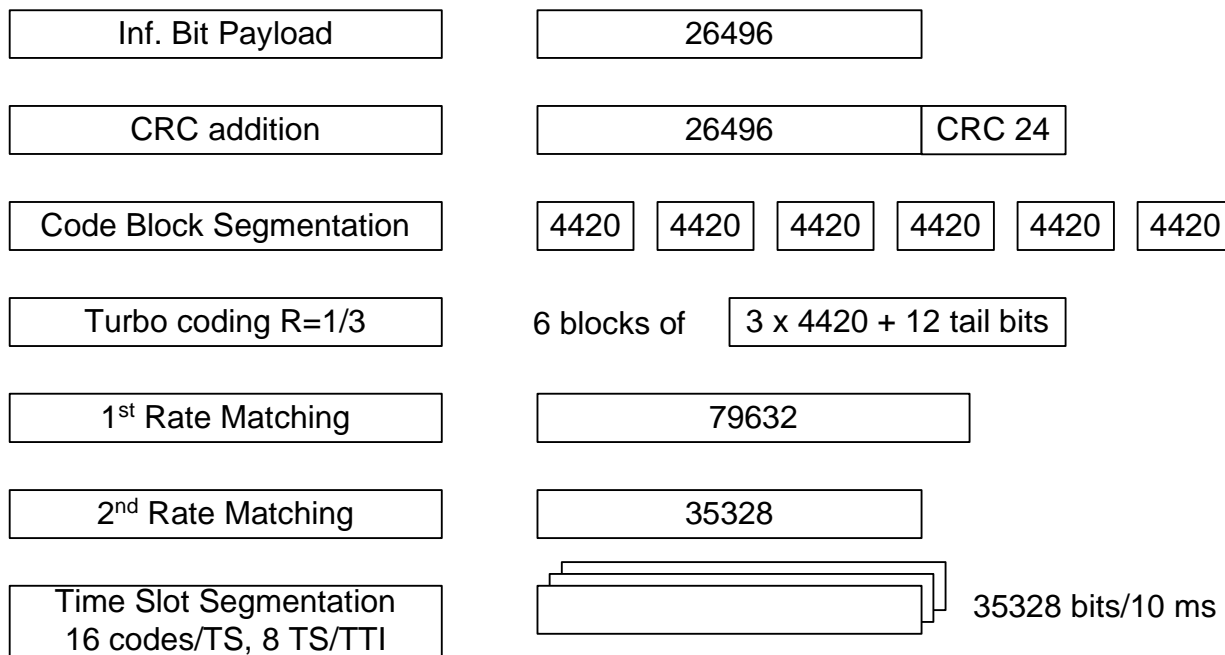 Inf. Bit Payload 26496
CRC addition 26496 CRC 24
Code Block Segmentation 4420 4420 4420 4420 4420 4420
Turbo coding R=1/3 6 blocks of 3 x 4420 + 12 tail bits
1st Rate Matching 79632
2nd Rate Matching 35328
Time Slot Segmentation
16 codes/TS, 8 TS/TTI
35328 bits/10 ms